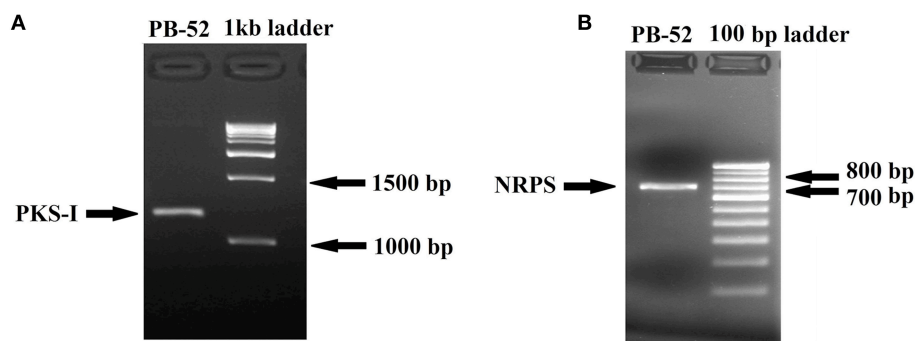 A
PB-52 1kb ladder
1500 bp
PKS-I
1000 bp
B
PB-52 100 bp ladder
800 bp
NRPS
700 bp